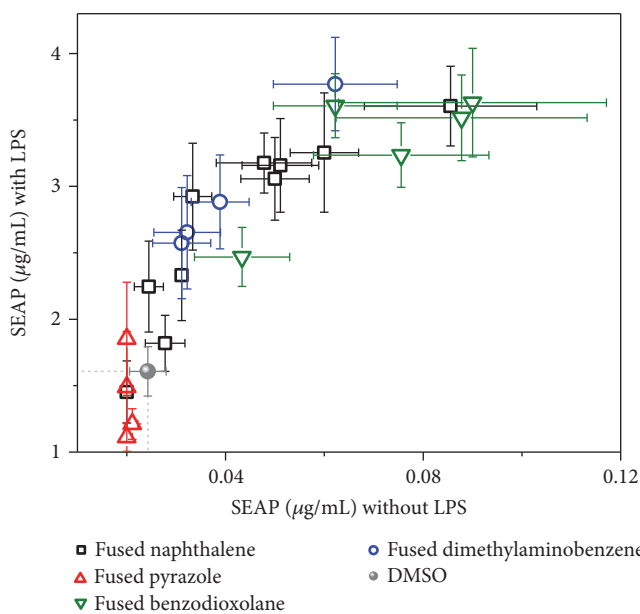 4
3
2
1
SEAP (μg/mL) with LPS
0.04
0.08
0.12
SEAP (μg/mL) without LPS
Fused naphthalene
Fused dimethylaminobenzene
Fused pyrazole
DMSO
Fused benzodioxolane